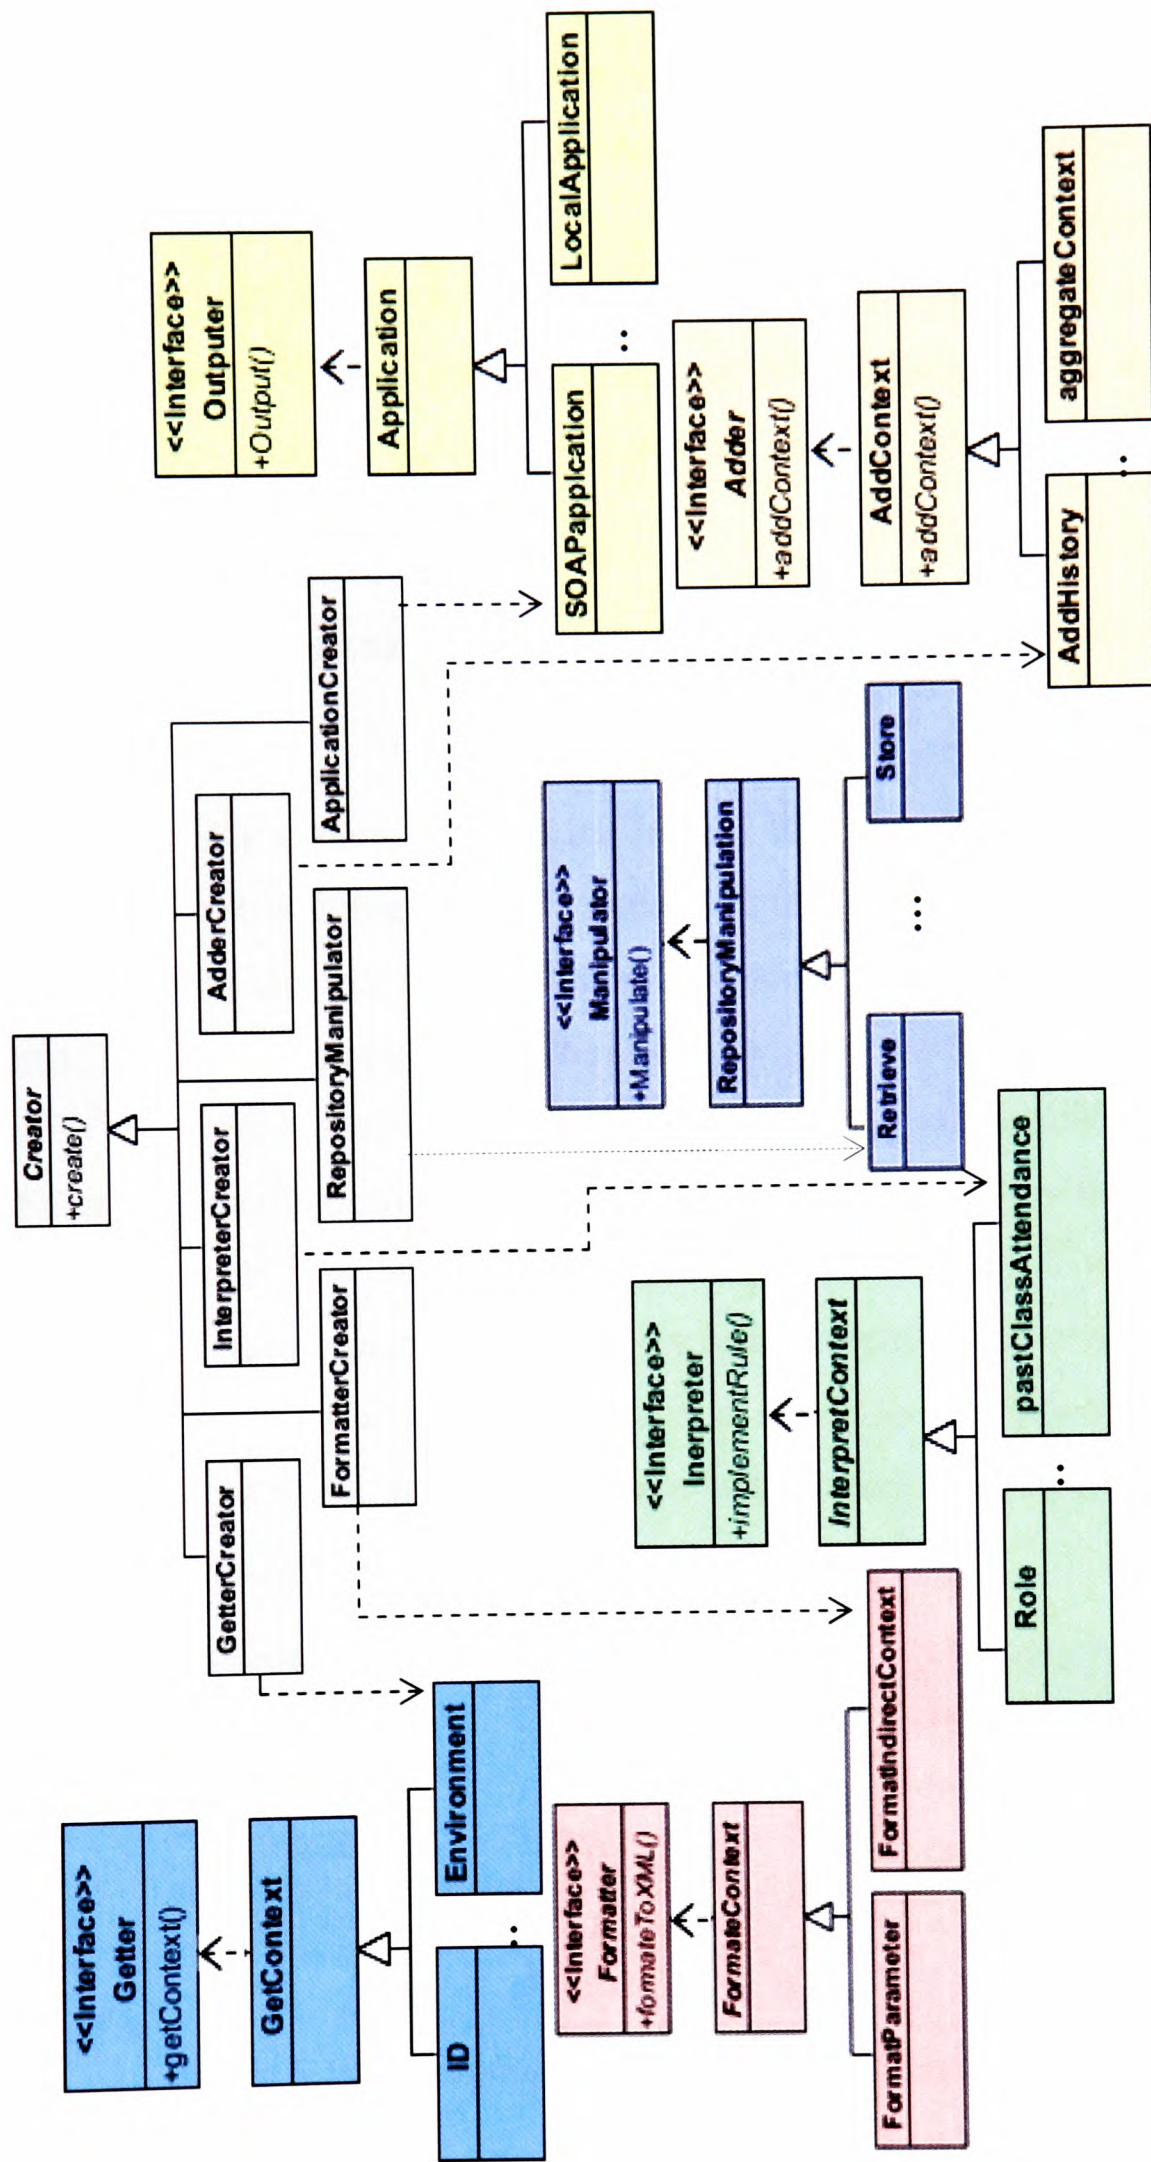 Creator
+create()
GetterCreator
InterpreterCreator
AdderCreator
FormatterCreator
RepositoryManipulator
ApplicationCreator
<<Interface>>
Getter
+getContext()
GetContext
ID
..
Environment
<<Interface>>
Formatter
+formateToXML()
FormateContext
FormatParameter
FormatIndirectContext
<<Interface>>
Inerpreter
+implementRule()
InterpretContext
Role
..
pastClassAttendance
<<Interface>>
Manipulator
+Manipulate()
RepositoryManipulation
Retrieve
...
Store
<<Interface>>
Outputer
+Output()
Application
SOAPapplication
..
LocalApplication
<<Interface>>
Adder
+addContext()
AddContext
+addContext()
AddHistory
..
aggregateContext